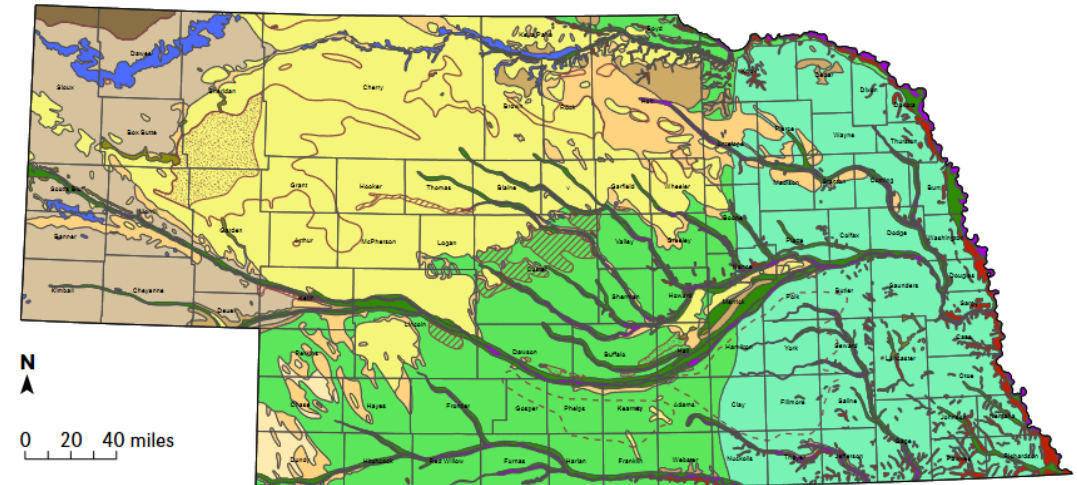 Boyd
Keya Paha
Dawes
Knox
Cedar
Sioux
Sheridan
Cherry
Dixon
Dakota
Rock
Holt
Box Butte
Pierce
Wayne
Antelope
Thurston
Scotts Bluff
Grant
Hooker
Thomas
Blaine
Garfield
Wheeler
Madison
Stanton
Cuming
Burt
Morrill
Garden
Boone
Banner
Arthur
McPherson
Logan
Valley
Greeley
Platte
Colfax
Dodge
Washington
Custer
Nance
Kimball
Cheyenne
Keith
Sherman
Howard
Merrick
Polk
Butler
Saunders
Douglas
Deuel
Sarpy
Lincoln
N
Perkins
Dawson
Buffalo
Hall
Hamilton
York
Seward
Lancaster
Cass
Otoe
Chase
Hayes
Frontier
Gosper
Phelps
Kearney
Adams
Clay
Fillmore
Saline
Johnson
Nemaha
Gage
0 20 40 miles
Dundy
Hitchcock
Red Willow
Furnas
Harlan
Franklin
Webster
Nuckolls
Thayer
Jefferson
Pawnee
Richardson